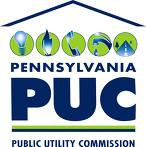 PENNSYLVANIA
PUC
PUBLIC UTILITY COMMISSION